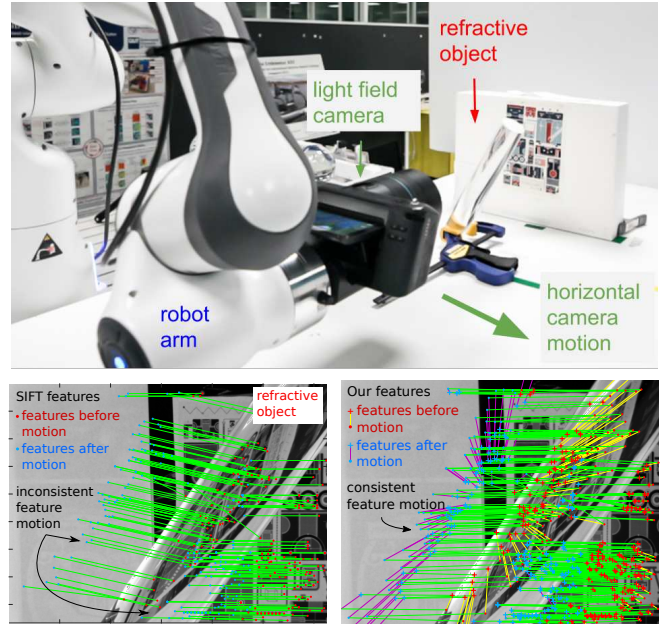 refractive
object
light field
camera
robot
arm
horizontal
camera
motion
SIFT features
features before
motion
features after
motion
inconsistent
feature
motion
refractive
object
Our features
features before
motion
features after
motion
consistent
feature motion